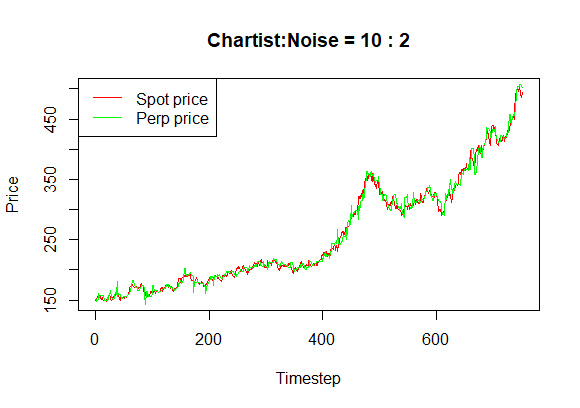 Chartist:Noise = 10 : 2
Spot price
Perp price
Price
150
250
350
450
0
200
400
600
Timestep